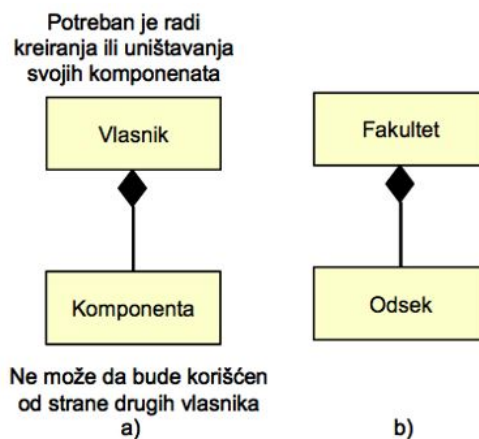 Potreban je radi
kreiranja ili uništavanja
svojih komponenata
Vlasnik
Komponenta
Ne može da bude korišćen
od strane drugih vlasnika
a)
Fakultet
Odsek
b)